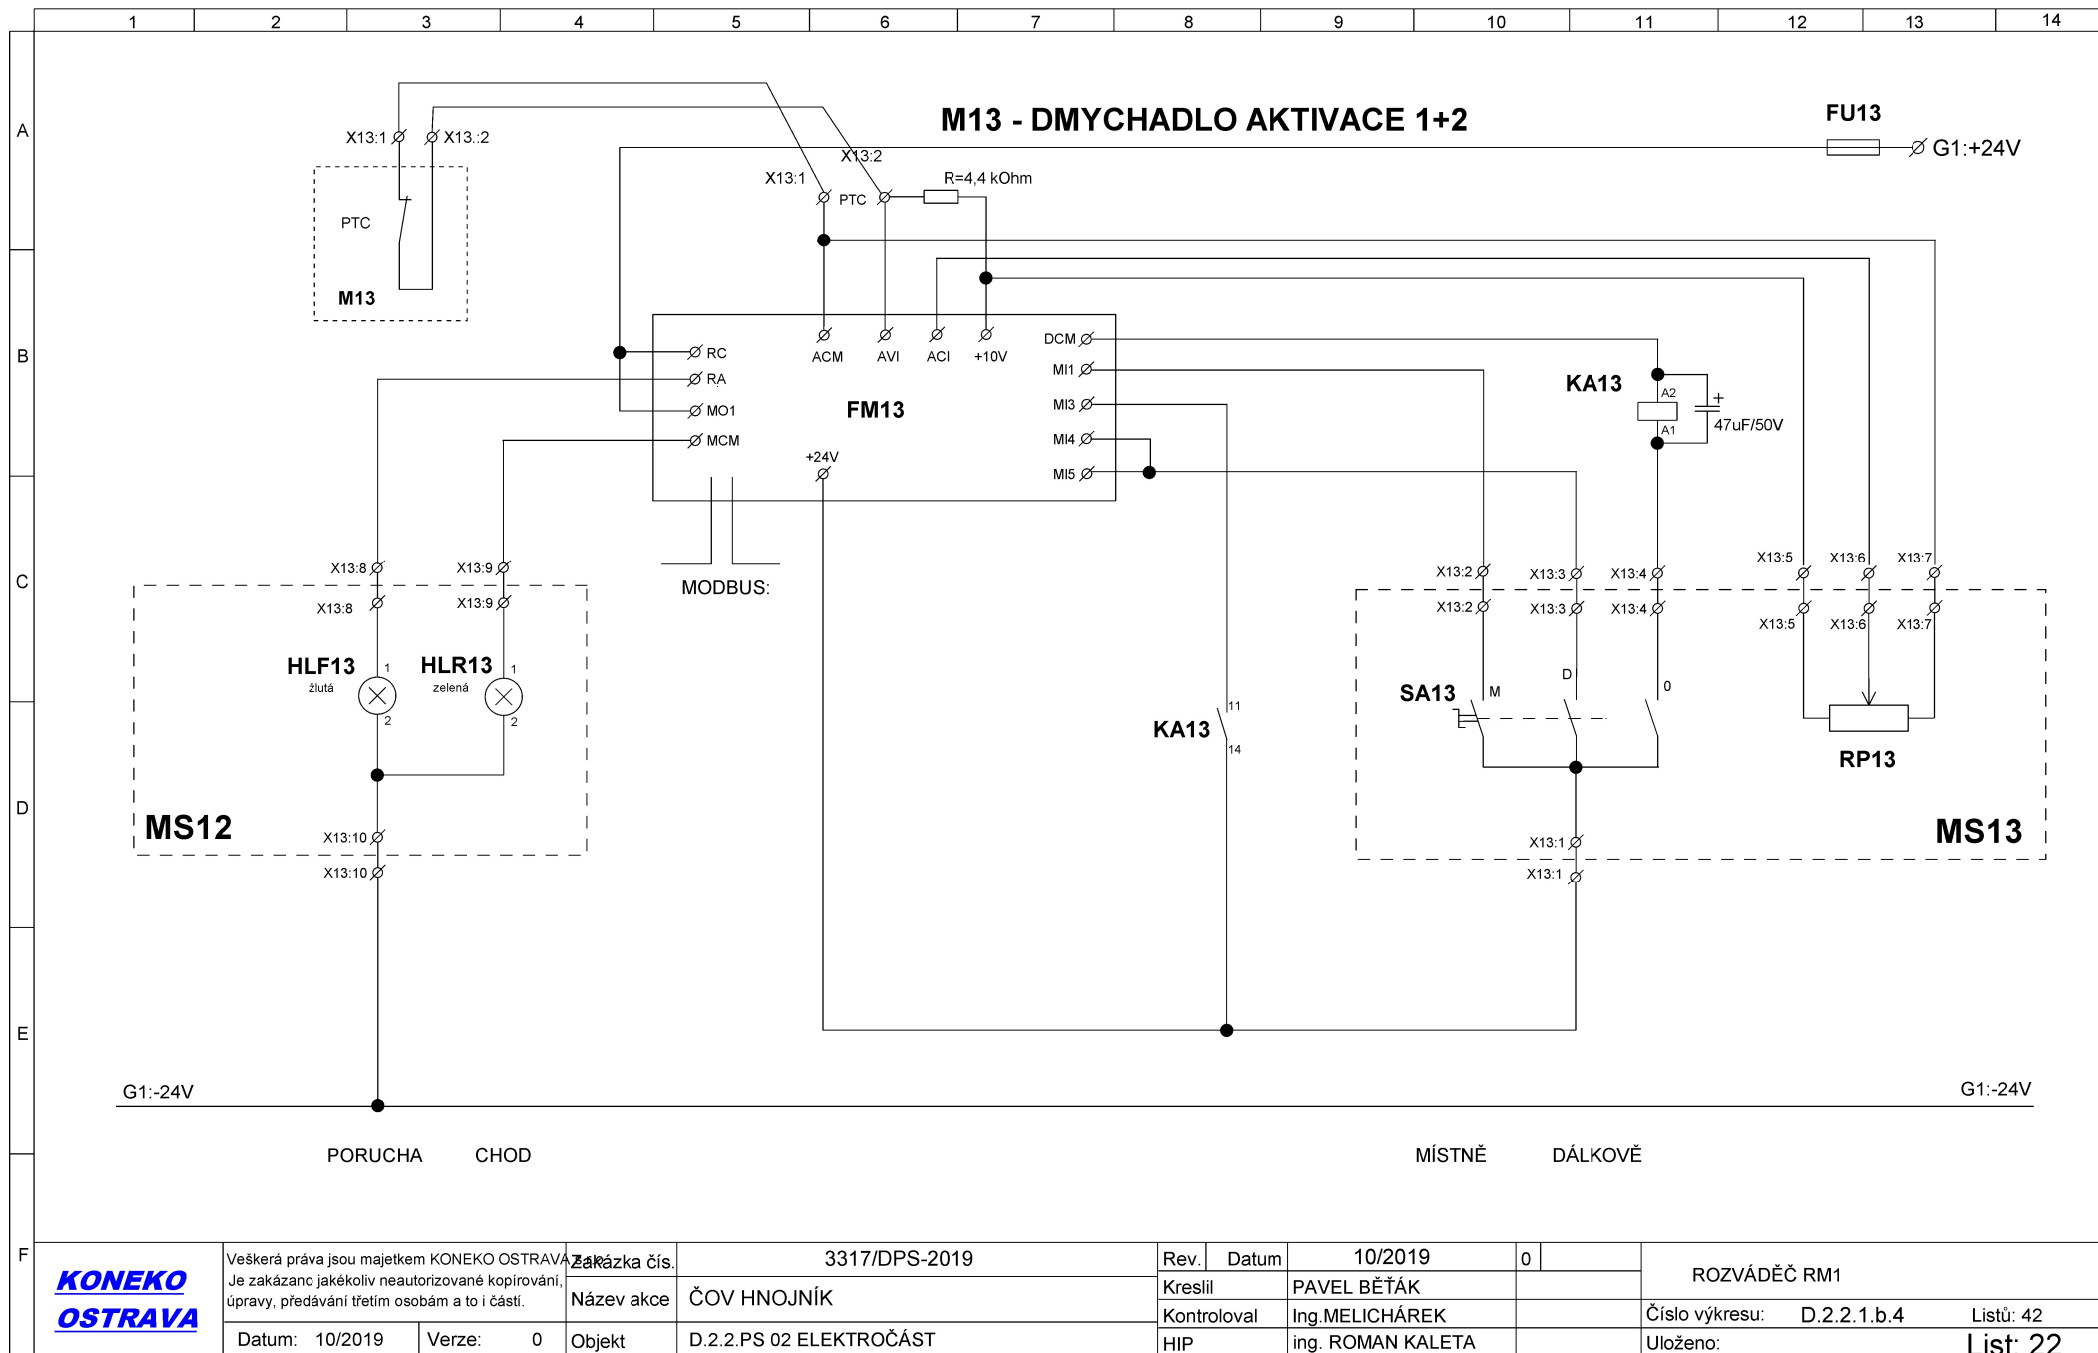 1 2 3 4 5 6 7 8 9 10 11 12 13 14
A
M13 - DMYCHADLO AKTIVACE 1+2
FU13
G1:+24V
X13:1
X13.:2
X13:2
X13:1
PTC
R=4,4 kOhm
PTC
M13
B
RC
RA
MO1
MCM
ACM
AVI
ACI
+10V
FM13
+24V
DCM
MI1
MI3
MI4
MI5
KA13
A2
A1
+
47uF/50V
C
MODBUS:
X13:8
X13:9
X13:8
X13:9
X13:2
X13:3
X13:4
X13:5
X13:6
X13:7
X13:2
X13:3
X13:4
X13:5
X13:6
X13:7
HLF13
žlutá
1
2
HLR13
zelená
1
2
KA13
11
14
SA13
M
D
0
RP13
D
MS12
MS13
X13:10
X13:10
X13:1
X13:1
E
G1:-24V
G1:-24V
PORUCHA
CHOD
MÍSTNĚ
DÁLKOVĚ
F
KONEKO
OSTRAVA
Veškerá práva jsou majetkem KONEKO OSTRAVA
Je zakázano jakékoliv neautorizované kopírování,
úpravy, předávání třetím osobám a to i částí.
Datum: 10/2019 Verze: 0
Zakázka čís. 3317/DPS-2019
Název akce ČOV HNOJNÍK
Objekt D.2.2.PS 02 ELEKTROČÁST
Rev. Datum 10/2019 0
Kreslil PAVEL BĚŤÁK
Kontroloval Ing.MELICHÁREK
HIP ing. ROMAN KALETA
ROZVÁDĚČ RM1
Číslo výkresu: D.2.2.1.b.4 Listů: 42
Uloženo: List: 22